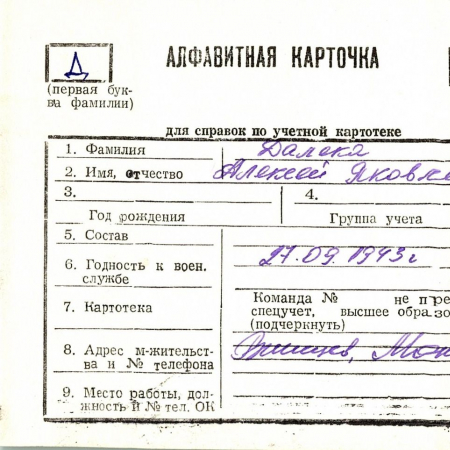 Д
АЛФАВИТНАЯ КАРТОЧКА
(первая бук-
ва фамилии)
для справок по учетной картотеке
1. Фамилия Далека
2. Имя, отчество Алексей Яковле
3.
4.
Год рождения
Группа учета
5. Состав
27.09.1943г
6. Годность к воен.
службе
7. Картотека
Команда № не пре
спецучет, высшее образо
(подчеркнуть)
8. Адрес м-жительст-
ва и № телефона
9. Место работы, дол-
жность и № тел. ОК